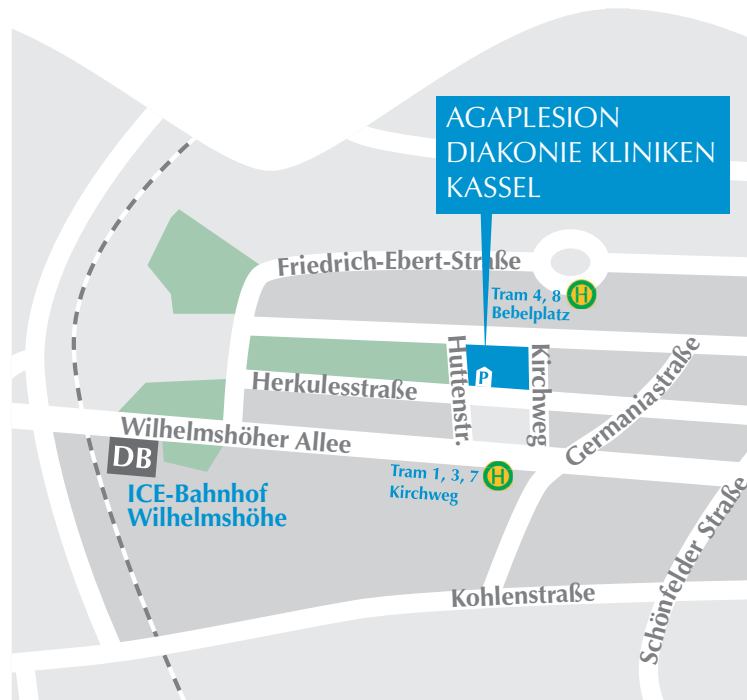 AGAPLESION
DIAKONIE KLINIKEN
KASSEL
Friedrich-Ebert-Straße
Tram 4, 8 H
Bebelplatz
Huttenstr.
P
Kirchweg
Germaniastraße
Herkulesstraße
Wilhelmshöher Allee
DB
ICE-Bahnhof
Wilhelmshöhe
Tram 1, 3, 7 H
Kirchweg
Kohlenstraße
Schönfelder Straße